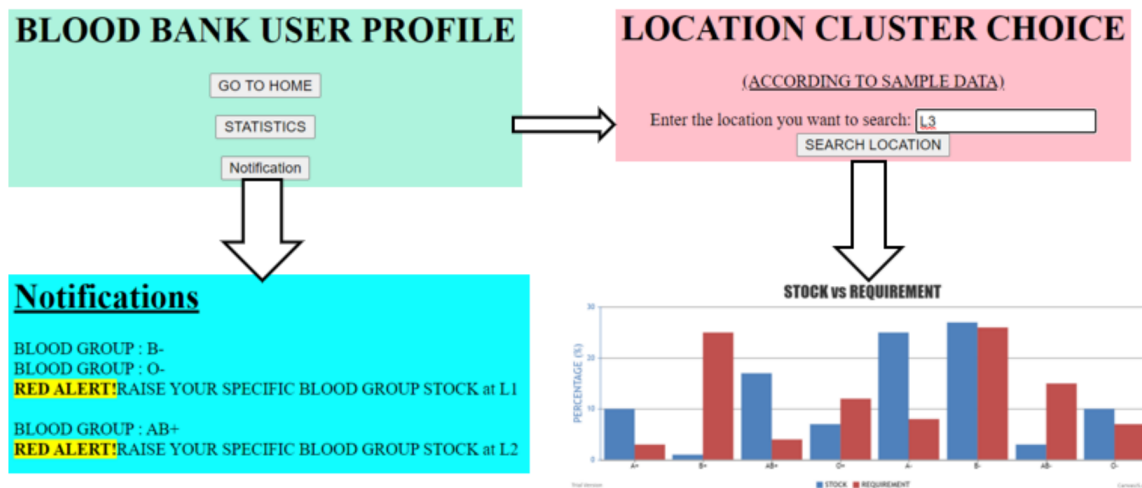 BLOOD BANK USER PROFILE
GO TO HOME
STATISTICS
Notification
LOCATION CLUSTER CHOICE
(ACCORDING TO SAMPLE DATA)
Enter the location you want to search: L3
SEARCH LOCATION
Notifications
BLOOD GROUP : B-
BLOOD GROUP : O-
RED ALERT!RAISE YOUR SPECIFIC BLOOD GROUP STOCK at L1
BLOOD GROUP : AB+
RED ALERT!RAISE YOUR SPECIFIC BLOOD GROUP STOCK at L2
STOCK vs REQUIREMENT
PERCENTAGE (%)
30
20
10
0
A+ B+ AB+ O+ A- B- AB- O-
STOCK REQUIREMENT
Trial Version